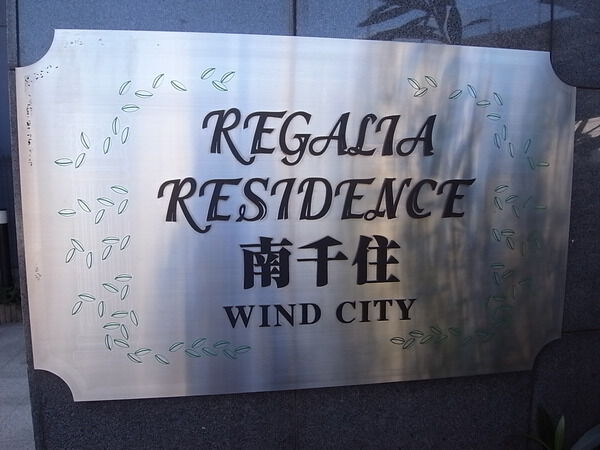 REGALIA
RESIDENCE
南千住
WIND CITY